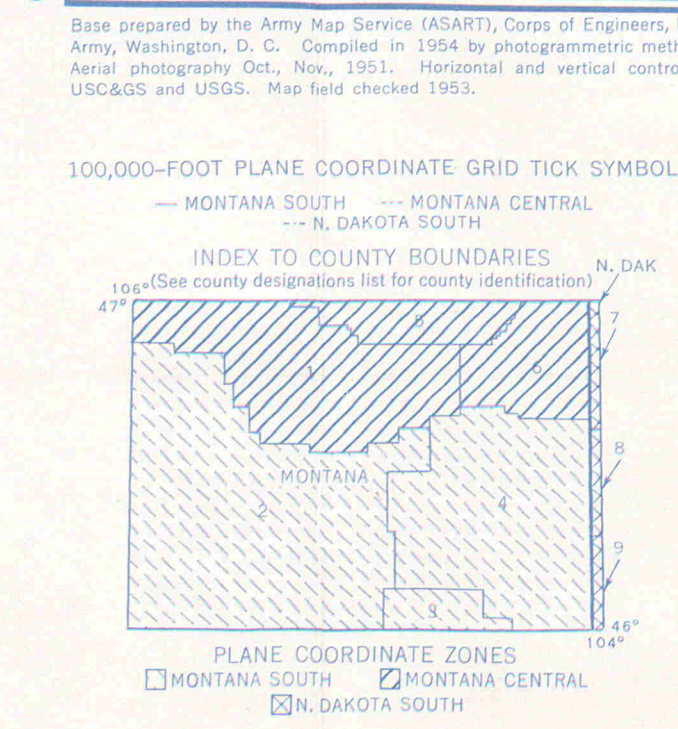 Base prepared by the Army Map Service (ASART), Corps of Engineers,
Army, Washington, D. C. Compiled in 1954 by photogrammetric meth
Aerial photography Oct., Nov., 1951. Horizontal and vertical contro
USC&GS and USGS. Map field checked 1953.
100,000-FOOT PLANE COORDINATE GRID TICK SYMBOL
— MONTANA SOUTH --- MONTANA CENTRAL
--- N. DAKOTA SOUTH
INDEX TO COUNTY BOUNDARIES
N. DAK
106° (See county designations list for county identification)
47°
7
5
1
6
8
MONTANA
2
4
9
3
46°
104°
PLANE COORDINATE ZONES
MONTANA SOUTH MONTANA CENTRAL
N. DAKOTA SOUTH